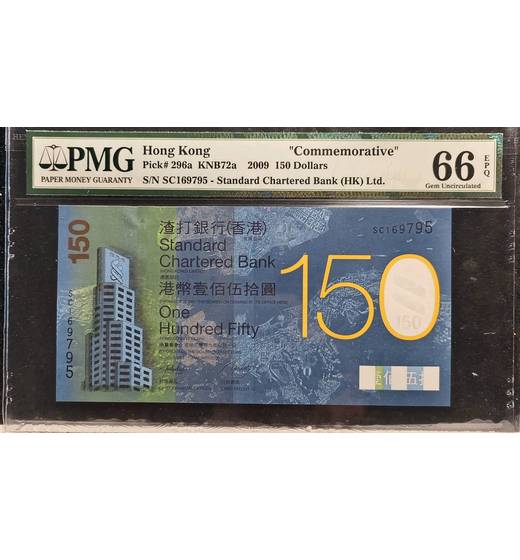 PMG
PAPER MONEY GUARANTY
Hong Kong "Commemorative"
Pick# 296a KNB72a 2009 150 Dollars
S/N SC169795 - Standard Chartered Bank (HK) Ltd.
66 EPQ
Gem Uncirculated
150
SC169795
渣打銀行(香港)
Standard
Chartered Bank
港幣壹佰伍拾圓
One
Hundred Fifty
SC169795
150
150